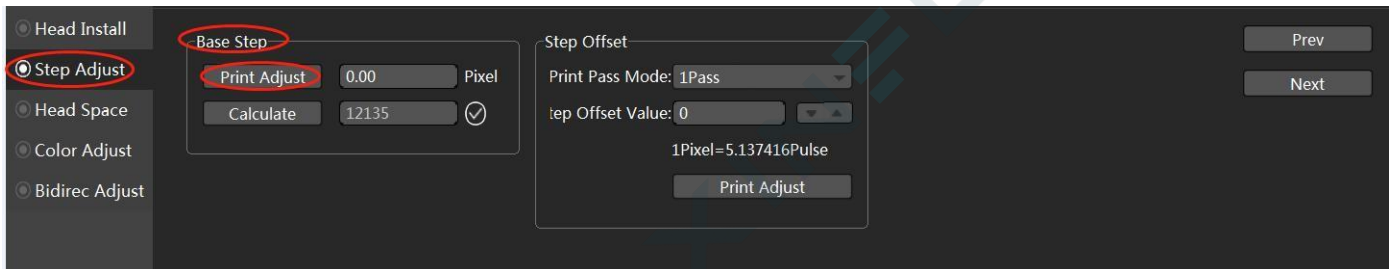 Head Install
Step Adjust
Head Space
Color Adjust
Bidirec Adjust
Base Step
Print Adjust 0.00 Pixel
Calculate 12135
Step Offset
Print Pass Mode: 1Pass
tep Offset Value: 0
1Pixel=5.137416Pulse
Print Adjust
Prev
Next